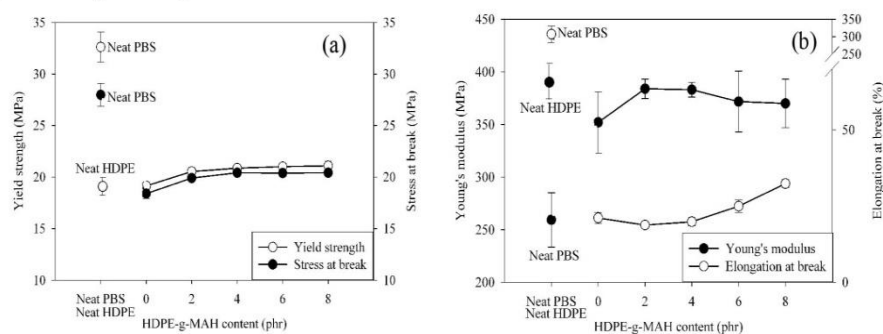 35
30
25
20
15
10
Yield strength (MPa)
(a)
Neat PBS
Neat PBS
Neat HDPE
Yield strength
Stress at break
35
30
25
20
15
10
Stress at break (MPa)
Neat PBS
Neat HDPE
0 2 4 6 8
HDPE-g-MAH content (phr)
450
400
350
300
250
200
Young's modulus (MPa)
(b)
Neat PBS
Neat HDPE
Neat PBS
Young's modulus
Elongation at break
350
300
250
50
0
Elongation at break (%)
Neat PBS
Neat HDPE
0 2 4 6 8
HDPE-g-MAH content (phr)